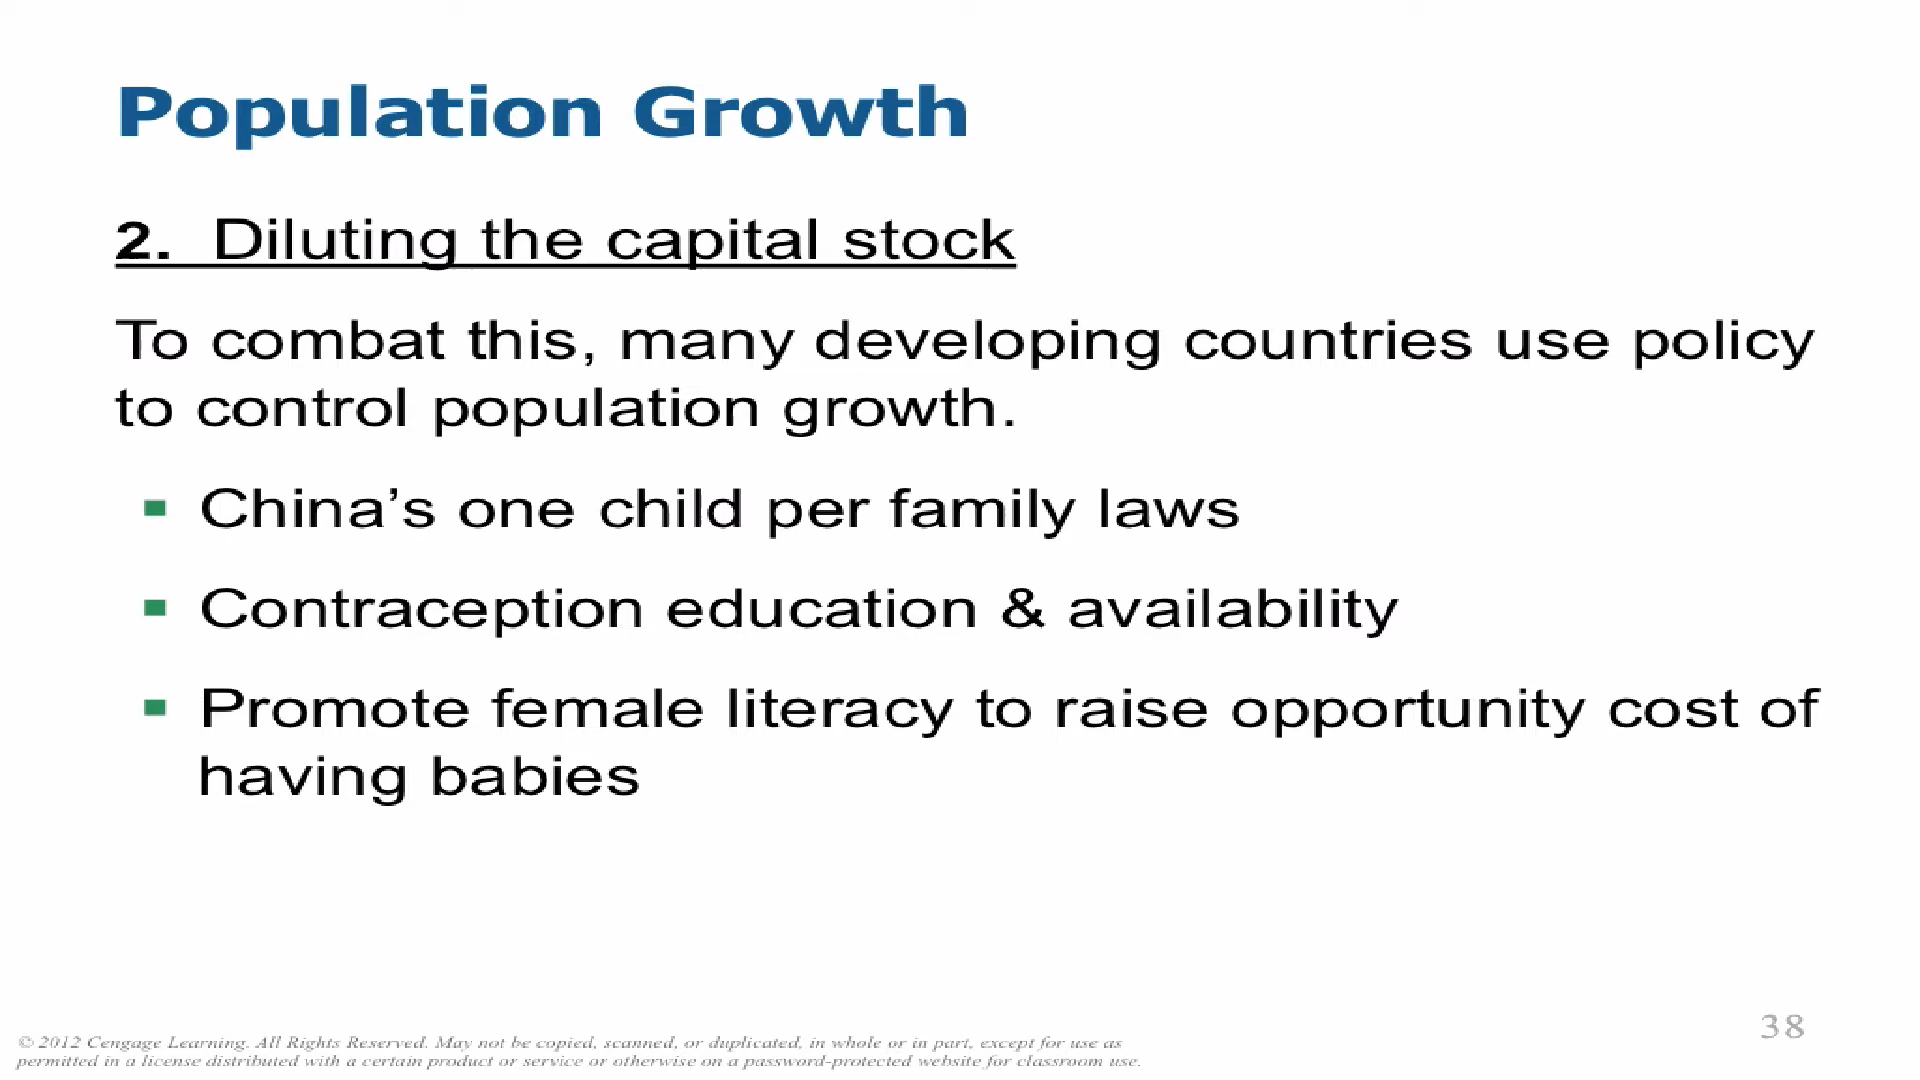 Population Growth
2. Diluting the capital stock
To combat this, many developing countries use policy
to control population growth.
▪ China’s one child per family laws
▪ Contraception education & availability
▪ Promote female literacy to raise opportunity cost of
having babies
38
© 2012 Cengage Learning. All Rights Reserved. May not be copied, scanned, or duplicated, in whole or in part, except for use as
permitted in a license distributed with a certain product or service or otherwise on a password-protected website for classroom use.